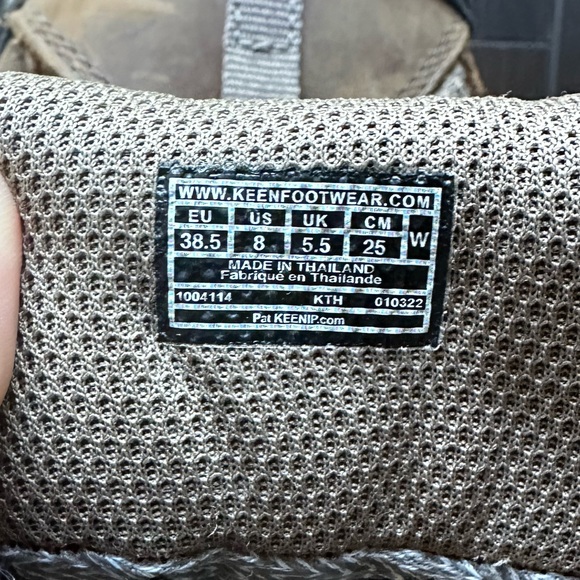 WWW.KEENFOOTWEAR.COM
EU US UK CM W
38.5 8 5.5 25
MADE IN THAILAND
Fabriqué en Thaïlande
1004114 KTH 010322
Pat KEENIP.com